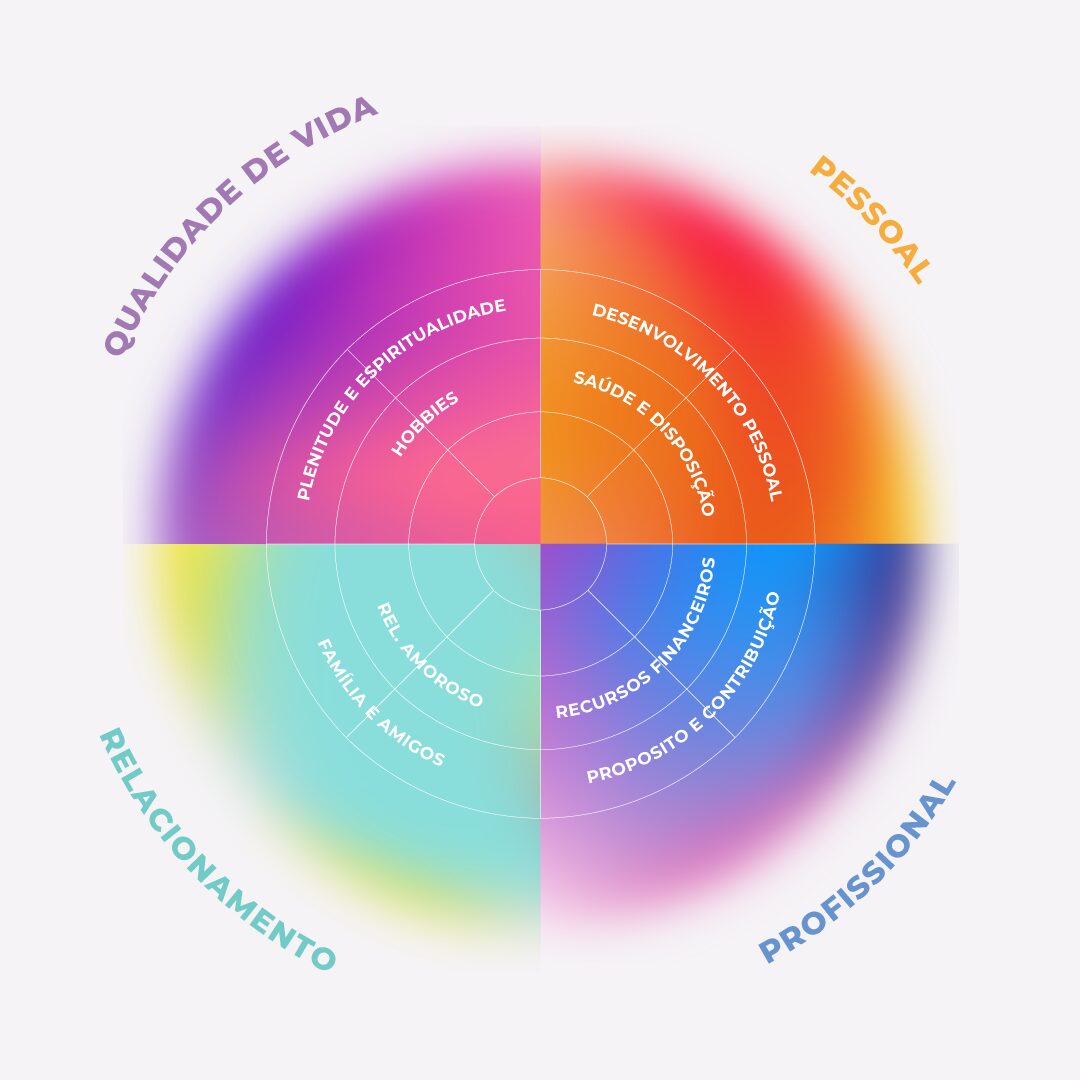 QUALIDADE DE VIDA
PESSOAL
PLENITUDE E ESPIRITUALIDADE
HOBBIES
DESENVOLVIMENTO PESSOAL
SAÚDE E DISPOSIÇÃO
REL. AMOROSO
FAMÍLIA E AMIGOS
RECURSOS FINANCEIROS
PROPOSITO E CONTRIBUIÇÃO
RELACIONAMENTO
PROFISSIONAL